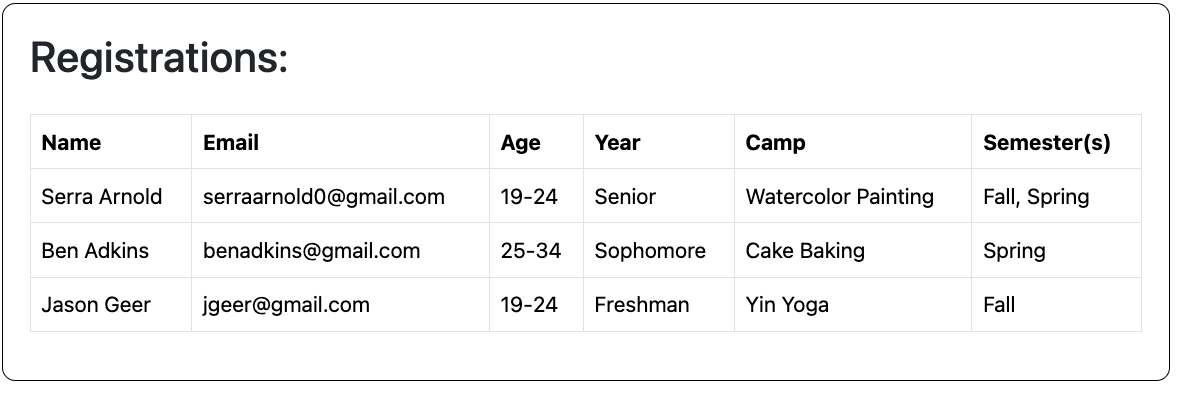 Registrations:
Name Email Age Year Camp Semester(s)
Serra Arnold serraarnold0@gmail.com 19-24 Senior Watercolor Painting Fall, Spring
Ben Adkins benadkins@gmail.com 25-34 Sophomore Cake Baking Spring
Jason Geer jgeer@gmail.com 19-24 Freshman Yin Yoga Fall